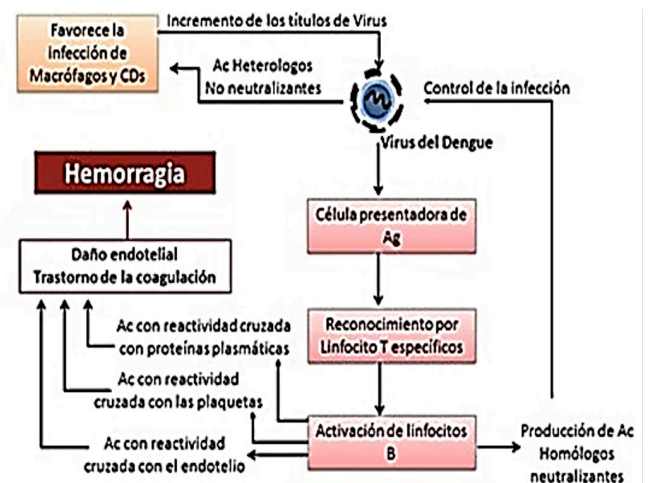 Favorece la
Infección de
Macrófagos y CDs
Incremento de los títulos de Virus
Ac Heterologos
No neutralizantes
Control de la infección
Virus del Dengue
Hemorragia
Célula presentadora de
Ag
Daño endotelial
Trastorno de la coagulación
Reconocimiento por
Linfocito T específicos
Ac con reactividad cruzada
con proteínas plasmáticas
Ac con reactividad
cruzada con las plaquetas
Ac con reactividad
cruzada con el endotelio
Activación de linfocitos
B
Producción de Ac
Homólogos
neutralizantes